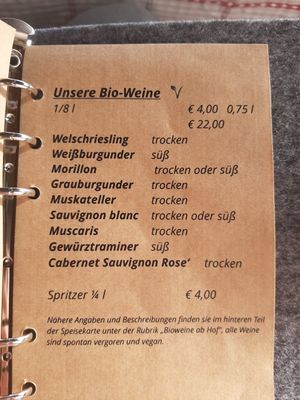 Unsere Bio-Weine
1/8 l € 4,00 0,75 l
€ 22,00
Welschriesling trocken
Weißburgunder süß
Morillon trocken oder süß
Grauburgunder trocken
Muskateller trocken
Sauvignon blanc trocken oder süß
Muscaris trocken
Gewürztraminer süß
Cabernet Sauvignon Rose‘ trocken
Spritzer ¼ l € 4,00
Nähere Angaben und Beschreibungen finden sie im hinteren Teil
der Speisekarte unter der Rubrik „Bioweine ab Hof“, alle Weine
sind spontan vergoren und vegan.